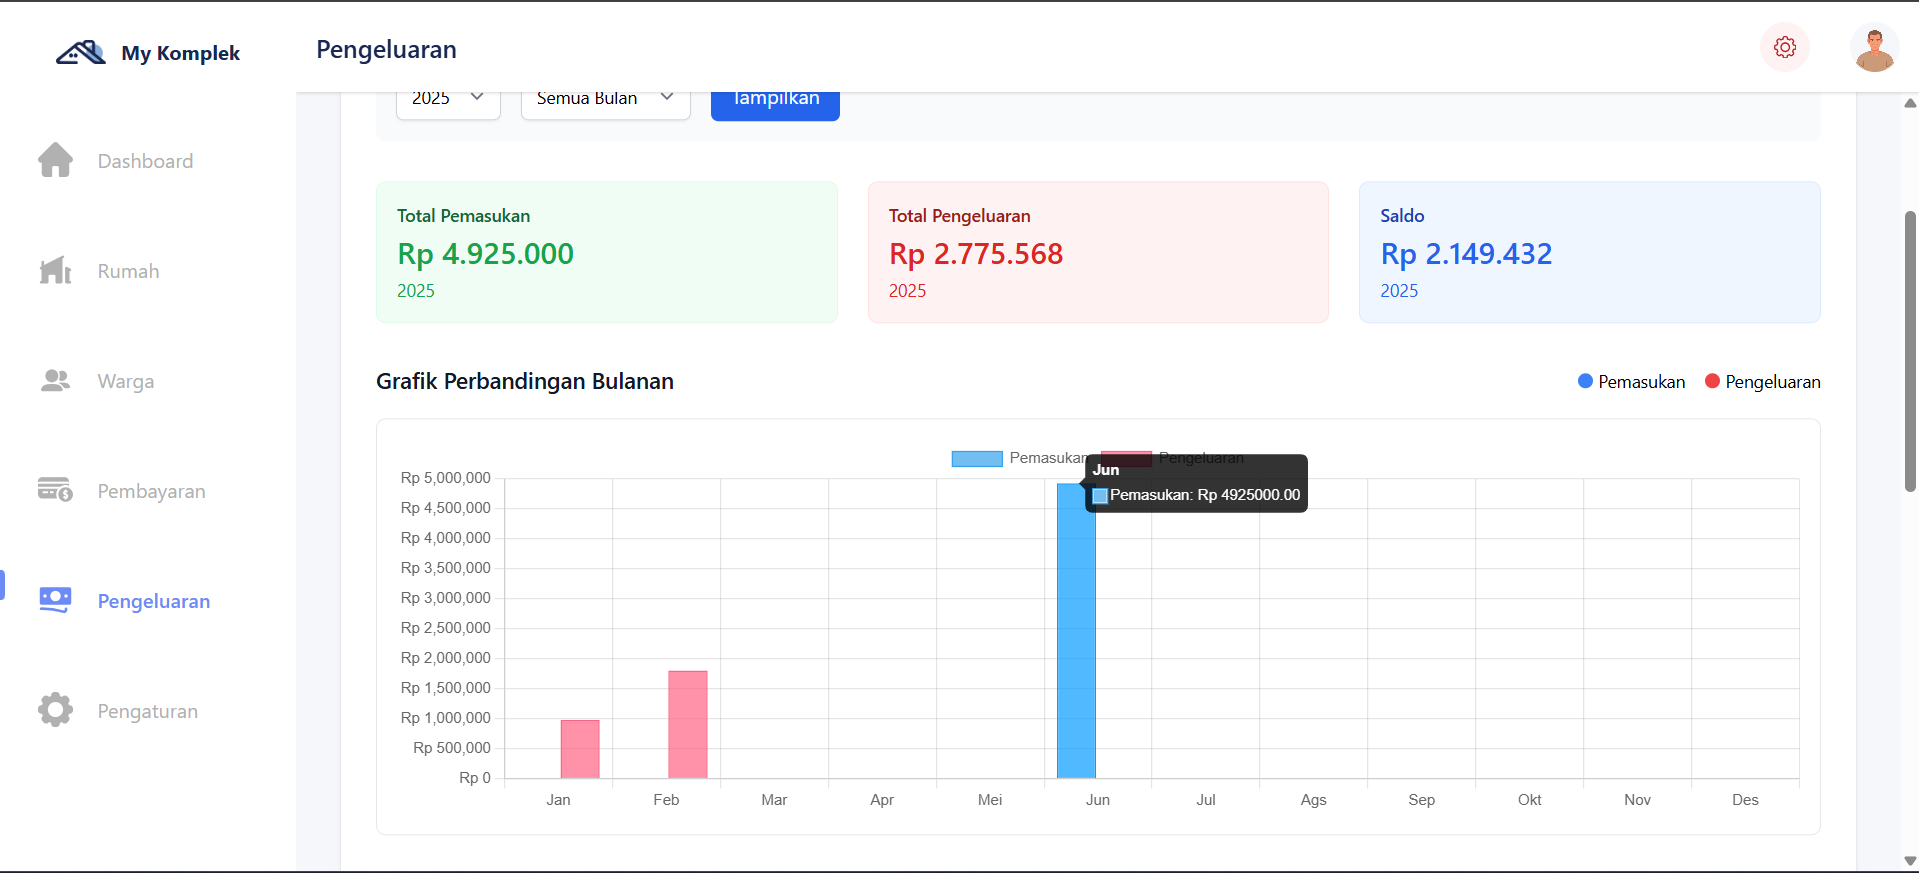 My Komplek
Pengeluaran
Dashboard
Rumah
Warga
Pembayaran
Pengeluaran
Pengaturan
2025 Semua Bulan Tampilkan
Total Pemasukan
Rp 4.925.000
2025
Total Pengeluaran
Rp 2.775.568
2025
Saldo
Rp 2.149.432
2025
Grafik Perbandingan Bulanan
Pemasukan Pengeluaran
Pemasukan Pengeluaran
Jun
Pemasukan: Rp 4925000.00
Rp 5,000,000
Rp 4,500,000
Rp 4,000,000
Rp 3,500,000
Rp 3,000,000
Rp 2,500,000
Rp 2,000,000
Rp 1,500,000
Rp 1,000,000
Rp 500,000
Rp 0
Jan Feb Mar Apr Mei Jun Jul Ags Sep Okt Nov Des